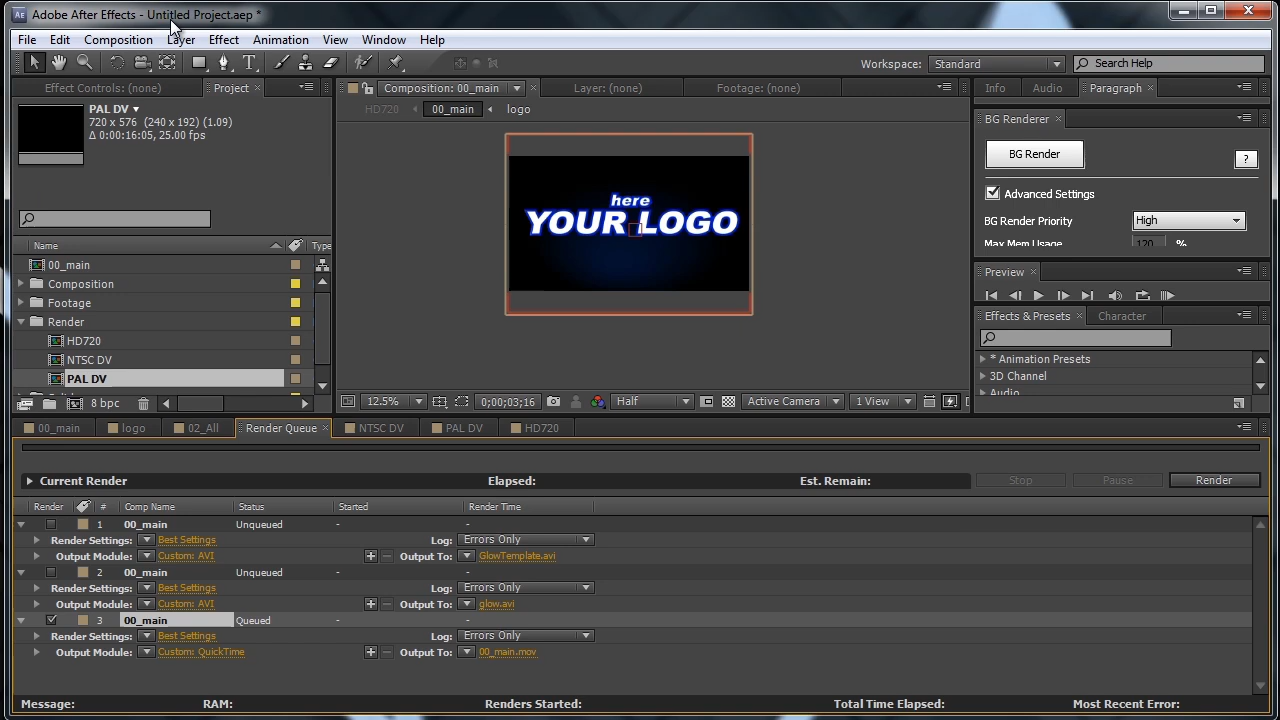 Adobe After Effects - Untitled Project.aep *
File Edit Composition Layer Effect Animation View Window Help
Workspace: Standard Search Help
Effect Controls: (none) Project
PAL DV
720 x 576 (240 x 192) (1.09)
Δ 0:00:16:05, 25.00 fps
Name Type
00_main
Composition
Footage
Render
HD720
NTSC DV
PAL DV
8 bpc
Composition: 00_main Layer: (none) Footage: (none)
HD720 00_main logo
here
YOUR LOGO
12.5% 0;00;03;16 Half Active Camera 1 View
Info Audio Paragraph
BG Renderer
BG Render ?
Advanced Settings
BG Render Priority High
Max Mem Usage 120 %
Preview
Effects & Presets Character
* Animation Presets
3D Channel
Audio
00_main logo 02_All Render Queue NTSC DV PAL DV HD720
Current Render Elapsed: Est. Remain: Stop Pause Render
Render # Comp Name Status Started Render Time
1 00_main Unqueued - -
Render Settings: Best Settings Log: Errors Only
Output Module: Custom: AVI Output To: GlowTemplate.avi
2 00_main Unqueued - -
Render Settings: Best Settings Log: Errors Only
Output Module: Custom: AVI Output To: glow.avi
3 00_main Queued - -
Render Settings: Best Settings Log: Errors Only
Output Module: Custom: QuickTime Output To: 00_main.mov
Message: RAM: Renders Started: Total Time Elapsed: Most Recent Error: